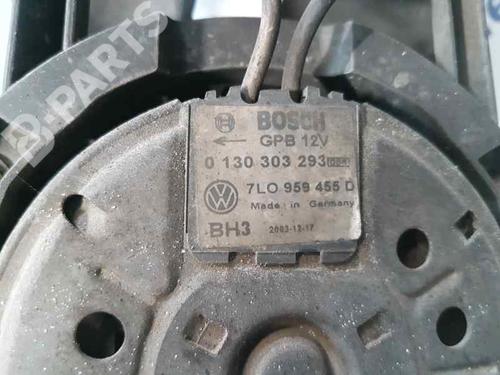 B-PARTS
BOSCH
GPB 12V
0 130 303 293
7L0 959 455 D
Made in Germany
BH3 2003-12-17